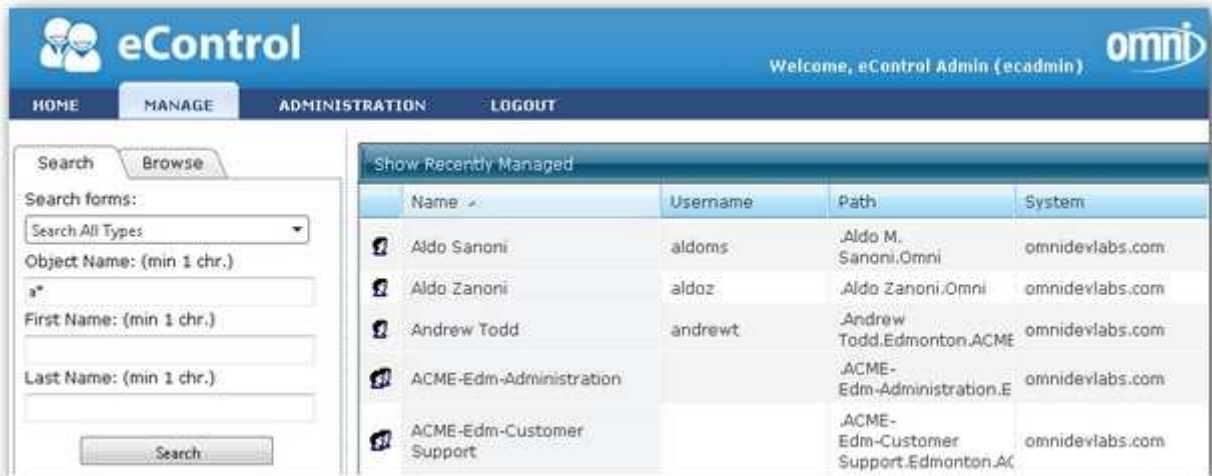 eControl
omni
Welcome, eControl Admin (ecadmin)
HOME MANAGE ADMINISTRATION LOGOUT
Search Browse
Search forms:
Search All Types
Object Name: (min 1 chr.)
a*
First Name: (min 1 chr.)
Last Name: (min 1 chr.)
Search
Show Recently Managed
Name Username Path System
Aldo Sanoni aldoms .Aldo M.
Sanoni.Omni omnidevlabs.com
Aldo Zanoni aldoz .Aldo Zanoni.Omni omnidevlabs.com
Andrew Todd andrewt .Andrew
Todd.Edmonton.ACME omnidevlabs.com
ACME-Edm-Administration .ACME-
Edm-Administration.E omnidevlabs.com
ACME-Edm-Customer
Support .ACME-
Edm-Customer
Support.Edmonton.AC omnidevlabs.com